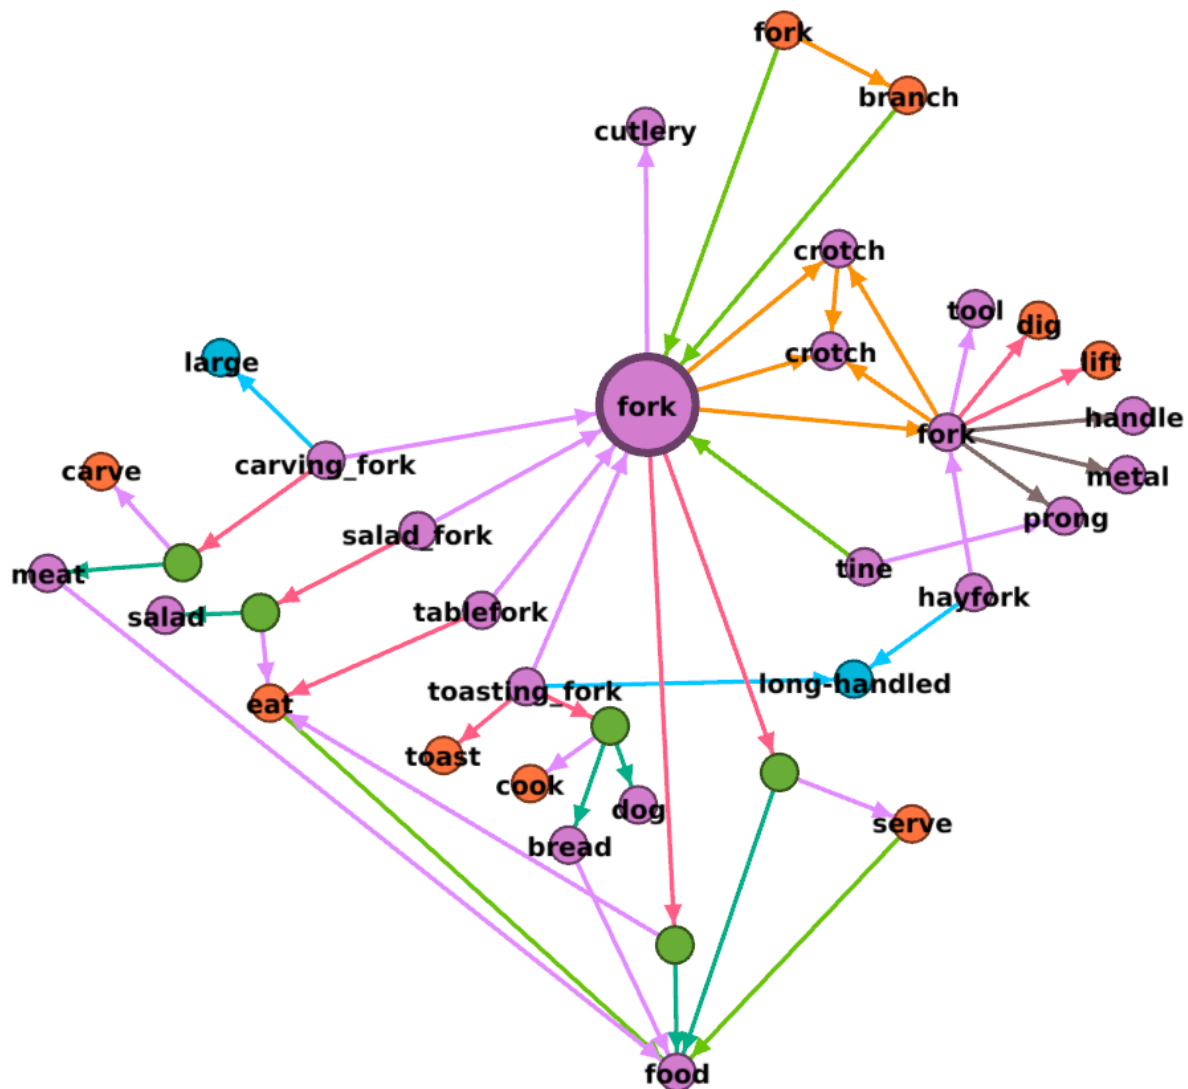 fork
branch
cutlery
crotch
tool
dig
crotch
lift
large
fork
handle
fork
carving_fork
carve
metal
prong
salad_fork
tine
meat
hayfork
salad
tablefork
long-handled
toasting_fork
eat
toast
cook
dog
serve
bread
food